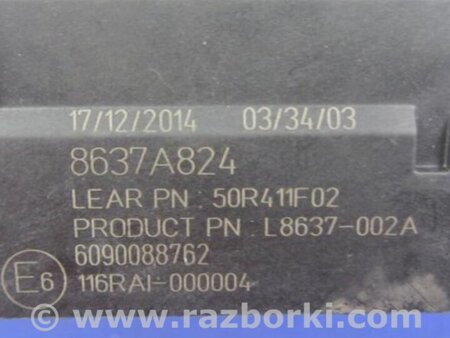 17/12/2014 03/34/03
8637A824
LEAR PN : 50R411F02
PRODUCT PN : L8637-002A
6090088762
E6 116RAI-000004
www.razborki.com